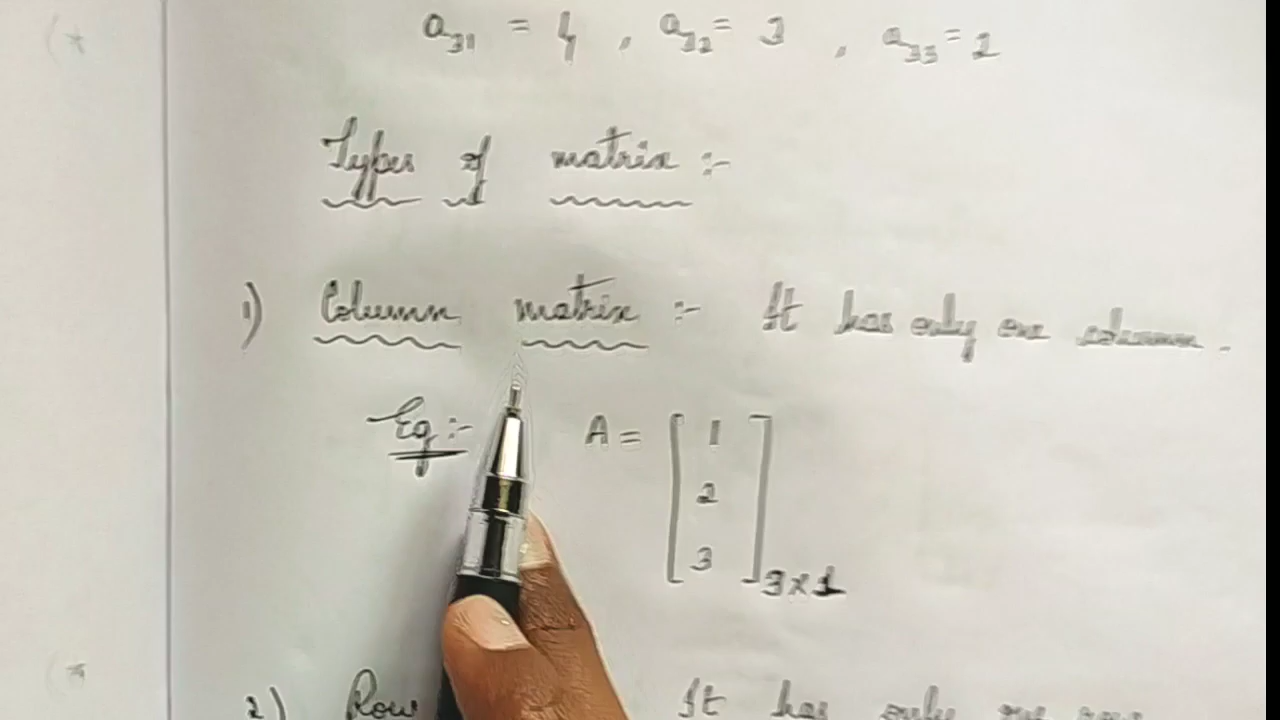 a31 = 4 , a32 = 3 , a33 = 2
Types of matrix :-
1) Column matrix :- It has only one column.
Eg :- A = [ 1
2
3 ] 3×1
2) Row It has only one row